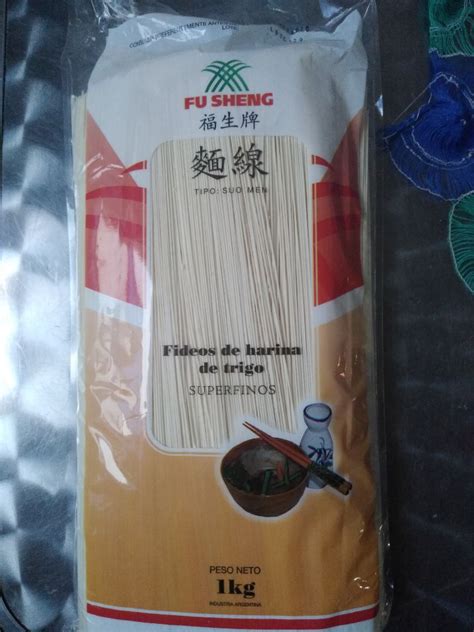 FU SHENG
福生牌
麵線
TIPO: SUO MEN
Fideos de harina
de trigo
SUPERFINOS
PESO NETO
1kg
INDUSTRIA ARGENTINA